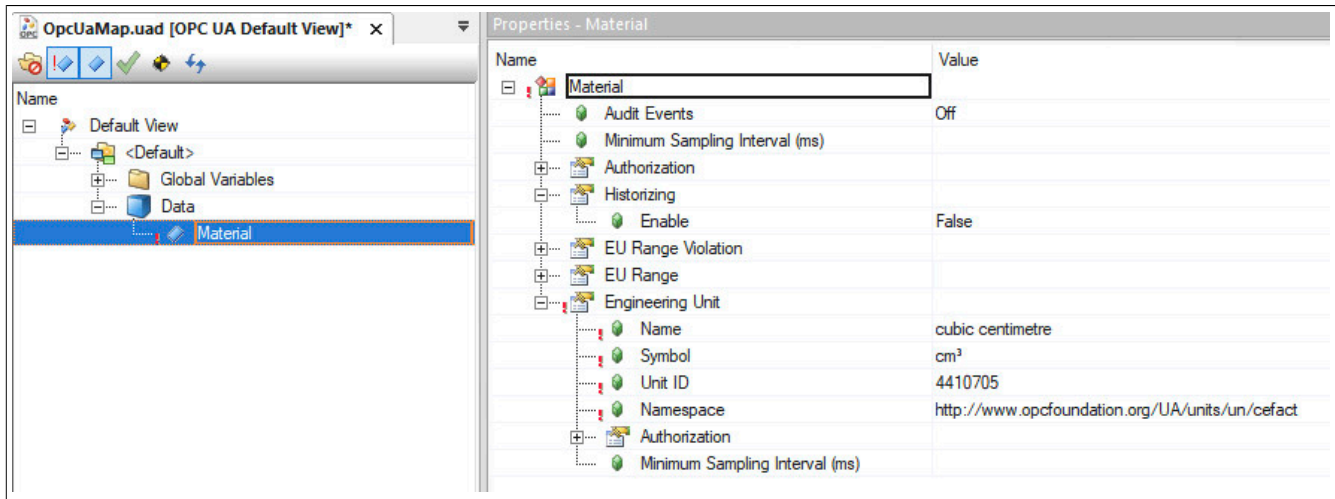 OpcUaMap.uad [OPC UA Default View]* X
Name
Default View
<Default>
Global Variables
Data
Material
Properties - Material
Name Value
Material
Audit Events Off
Minimum Sampling Interval (ms)
Authorization
Historizing
Enable False
EU Range Violation
EU Range
Engineering Unit
Name cubic centimetre
Symbol cm³
Unit ID 4410705
Namespace http://www.opcfoundation.org/UA/units/un/cefact
Authorization
Minimum Sampling Interval (ms)